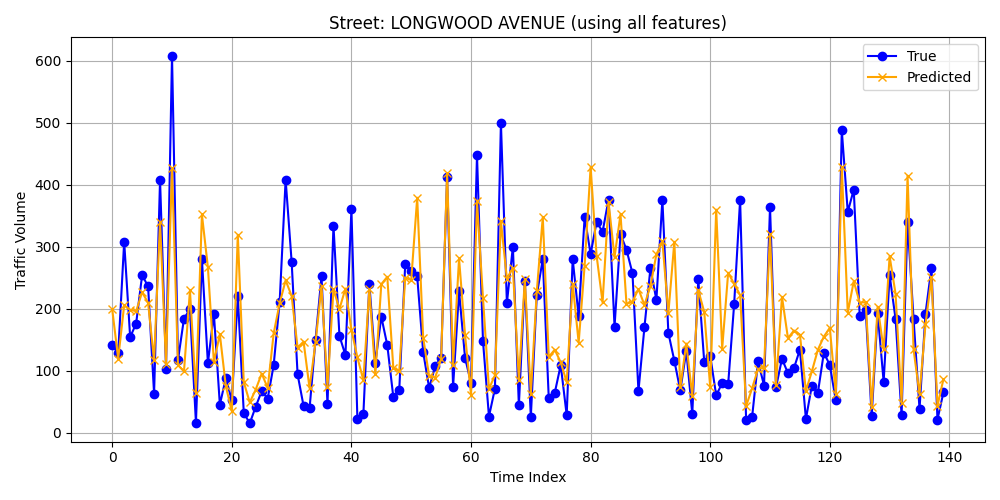 Street: LONGWOOD AVENUE (using all features)
True
Predicted
Traffic Volume
600
500
400
300
200
100
0
0 20 40 60 80 100 120 140
Time Index